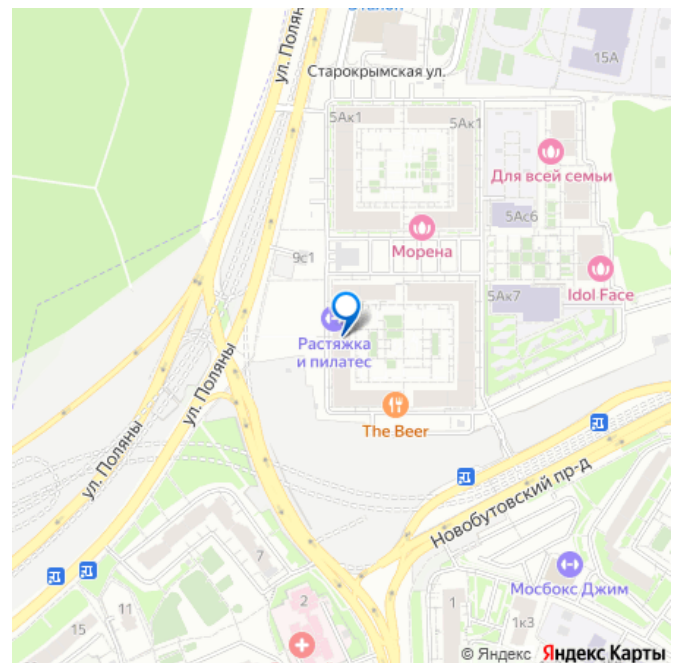 Эталон
ул. Поляны
15А
Старокрымская ул.
5Ак1
5Ак1
Для всей семьи
5Ас6
9с1
Морена
5Ак7
Idol Face
Растяжка
и пилатес
ул. Поляны
The Beer
ул. Поляны
Новобутовский пр-д
7
Мосбокс Джим
11
2
1
15
1к3
© Яндекс Яндекс Карты